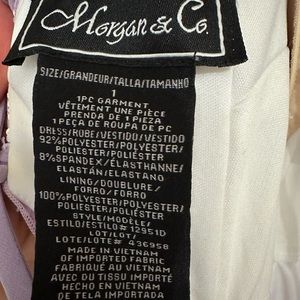 Morgan & Co.
SIZE/GRANDEUR/TALLA/TAMANHO
1
1PC GARMENT
VÊTEMENT UNE PIÈCE
PRENDA DE 1 PIEZA
1 PEÇA DE ROUPA DE PC
DRESS/ROBE/VESTIDO/VESTIDO
92%POLYESTER/POLYESTER/
POLIÉSTER/POLIÉSTER
8%SPANDEX/ÉLASTHANNE/
ELASTÁN/ELASTANO
LINING/DOUBLURE/
FORRO/FORRO
100%POLYESTER/POLYESTER/
POLIÉSTER/POLIÉSTER
STYLE/MODÈLE/
ESTILO/ESTILO# 12951D
LOT/LOT/
LOTE/LOTE# 436958
MADE IN VIETNAM
OF IMPORTED FABRIC
FABRIQUÉ AU VIETNAM
AVEC DU TISSU IMPORTÉ
HECHO EN VIETNAM
DE TELA IMPORTADA